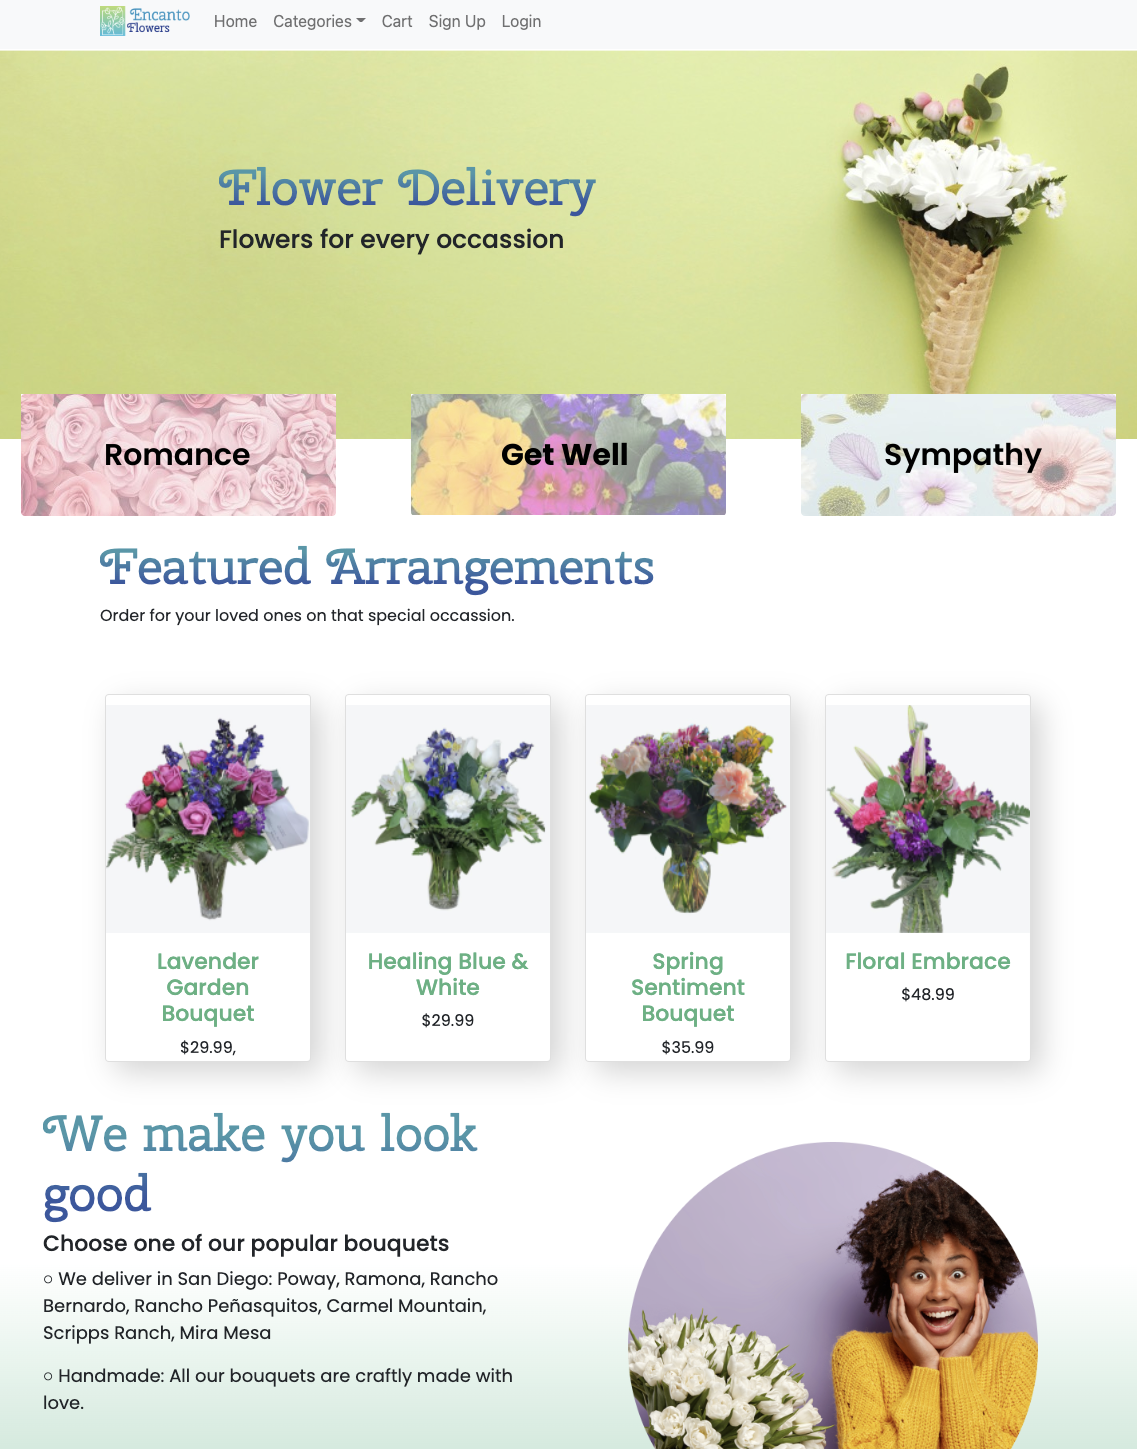 Encanto
Flowers
Home Categories Cart Sign Up Login
Flower Delivery
Flowers for every occassion
Romance
Get Well
Sympathy
Featured Arrangements
Order for your loved ones on that special occassion.
Lavender
Garden
Bouquet
$29.99,
Healing Blue &
White
$29.99
Spring
Sentiment
Bouquet
$35.99
Floral Embrace
$48.99
We make you look
good
Choose one of our popular bouquets
○ We deliver in San Diego: Poway, Ramona, Rancho
Bernardo, Rancho Peñasquitos, Carmel Mountain,
Scripps Ranch, Mira Mesa
○ Handmade: All our bouquets are craftly made with
love.